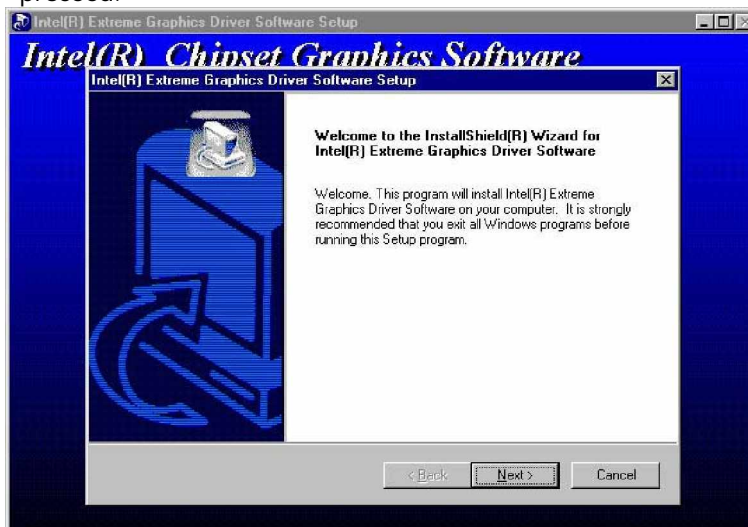 Intel(R) Extreme Graphics Driver Software Setup
Intel(R) Chipset Graphics Software
Intel(R) Extreme Graphics Driver Software Setup
Welcome to the InstallShield(R) Wizard for
Intel(R) Extreme Graphics Driver Software
Welcome. This program will install Intel(R) Extreme
Graphics Driver Software on your computer. It is strongly
recommended that you exit all Windows programs before
running this Setup program.
< Back
Next >
Cancel